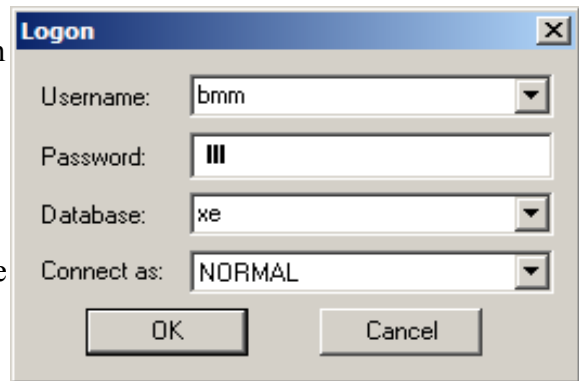 Logon
Username: bmm
Password:
Database: xe
Connect as: NORMAL
OK Cancel